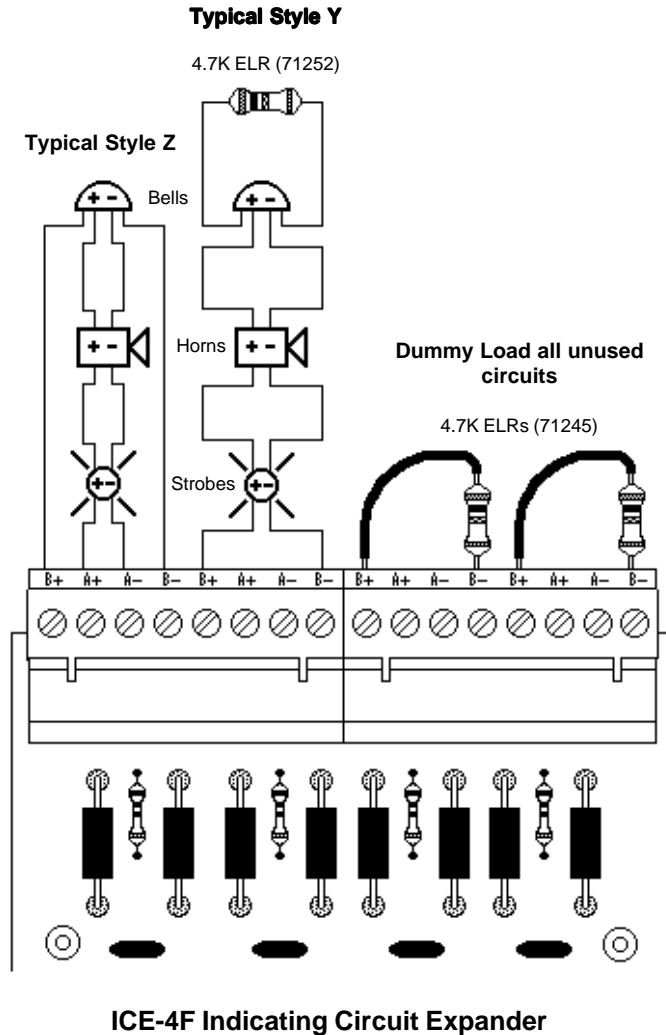 Typical Style Y
4.7K ELR (71252)
Typical Style Z
Bells
+ -
+ -
Horns
+ -
+ -
Dummy Load all unused
circuits
4.7K ELRs (71245)
Strobes
+-
+-
B+ A+ A- B- B+ A+ A- B- B+ A+ A- B- B+ A+ A- B-
ICE-4F Indicating Circuit Expander